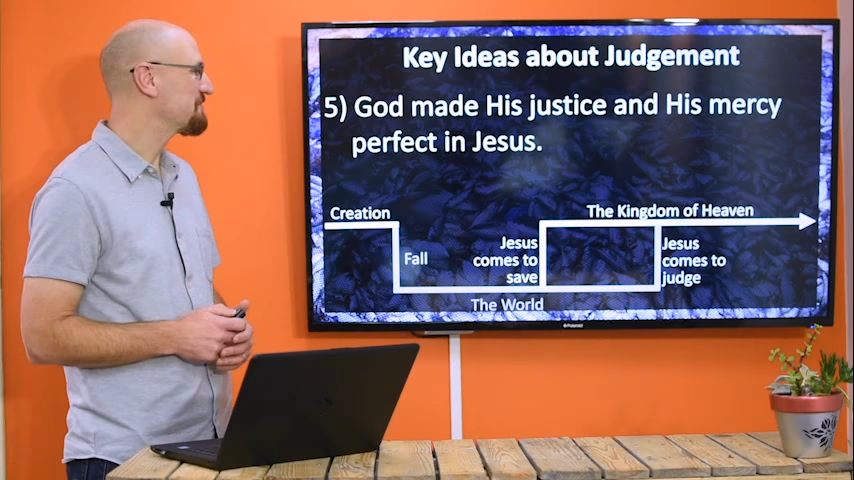 Key Ideas about Judgement
5) God made His justice and His mercy
perfect in Jesus.
Creation
The Kingdom of Heaven
Fall
Jesus
comes to
save
Jesus
comes to
judge
The World
Polaroid